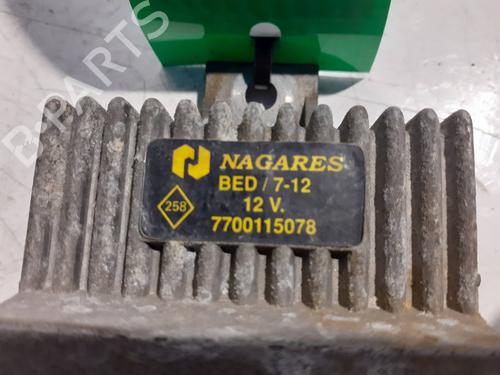 B-PARTS
NAGARES
BED / 7-12
258
12 V.
7700115078